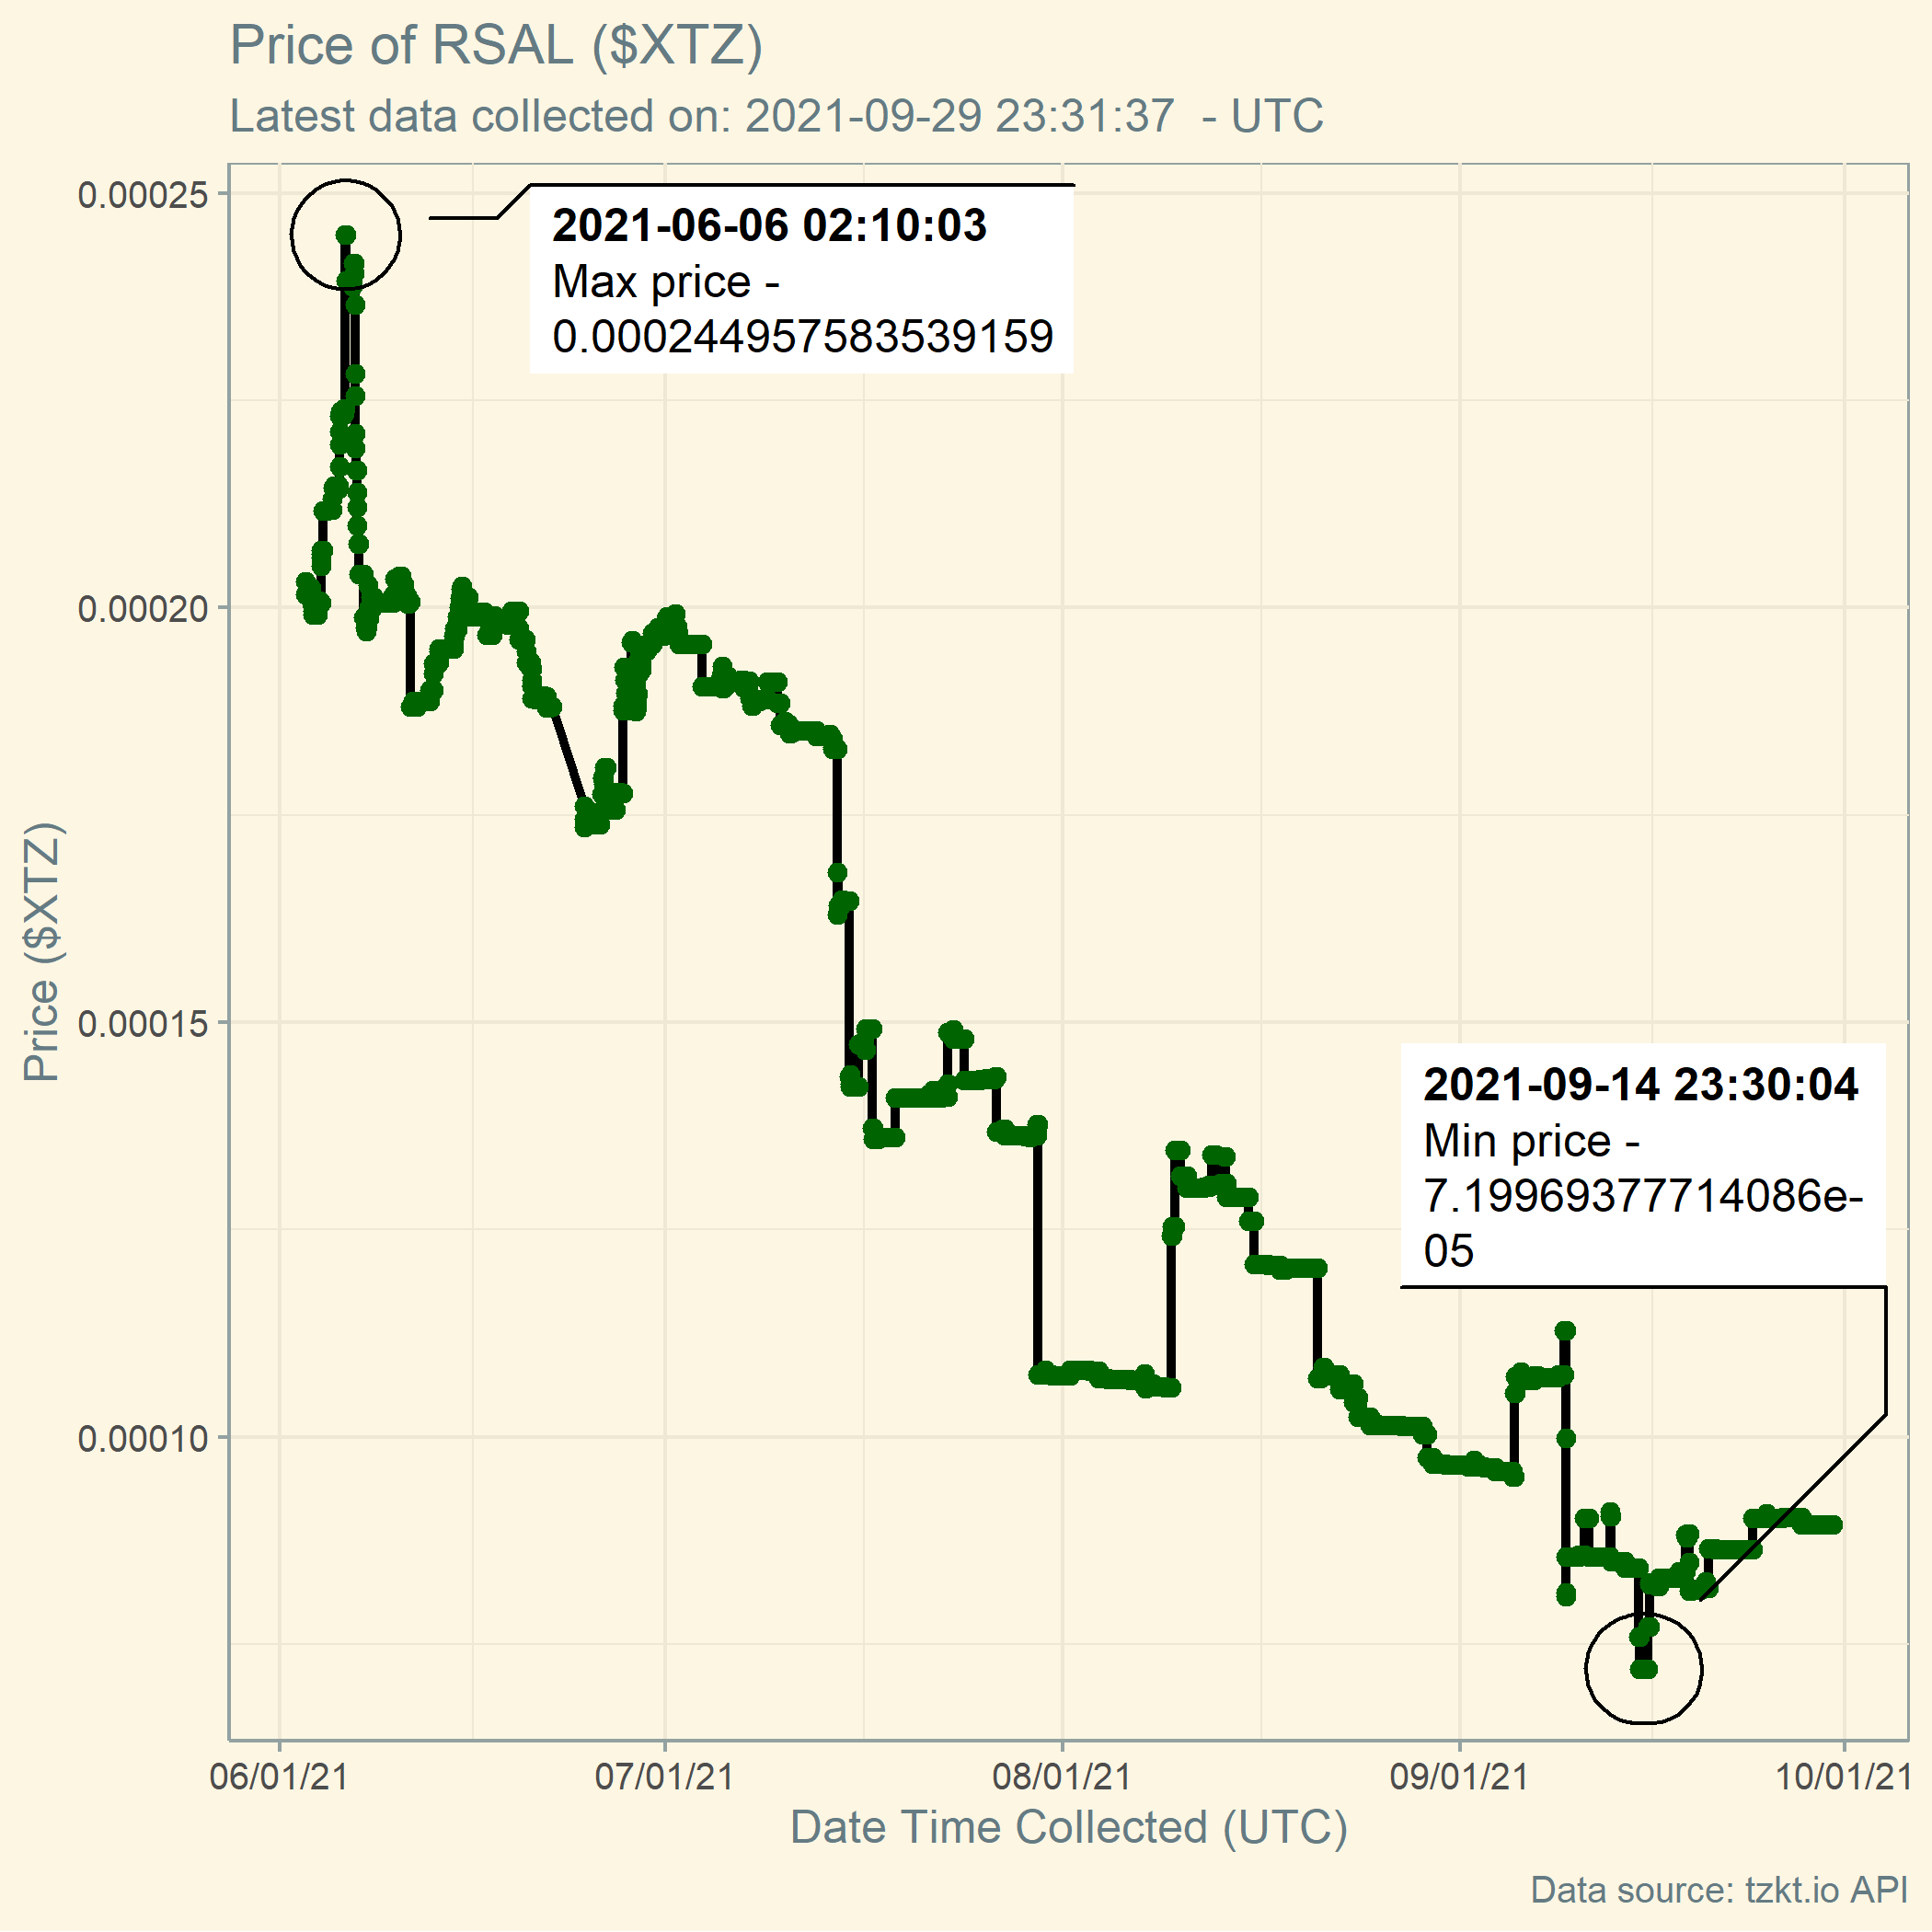 Price of RSAL ($XTZ)
Latest data collected on: 2021-09-29 23:31:37  - UTC
0.00025
2021-06-06 02:10:03
Max price -
0.000244957583539159
0.00020
Price ($XTZ)
0.00015
2021-09-14 23:30:04
Min price -
7.19969377714086e-
05
0.00010
06/01/21
07/01/21
08/01/21
09/01/21
10/01/21
Date Time Collected (UTC)
Data source: tzkt.io API